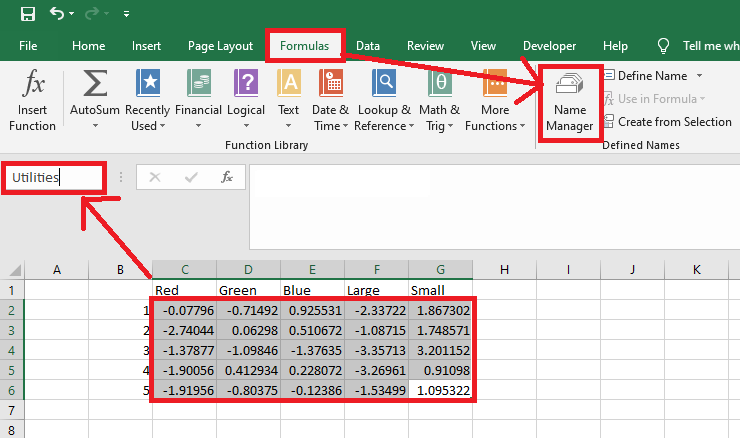 File Home Insert Page Layout Formulas Data Review View Developer Help Tell me wh
fx Insert Function
Σ AutoSum
Recently Used
Financial
Logical
A Text
Date & Time
Lookup & Reference
θ Math & Trig
More Functions
Name Manager
Define Name
fx Use in Formula
Create from Selection
Function Library Defined Names
Utilities fx
A B C D E F G H I J K
1 Red Green Blue Large Small
2 1 -0.07796 -0.71492 0.925531 -2.33722 1.867302
3 2 -2.74044 0.06298 0.510672 -1.08715 1.748571
4 3 -1.37877 -1.09846 -1.37635 -3.35713 3.201152
5 4 -1.90056 0.412934 0.228072 -3.26961 0.91098
6 5 -1.91956 -0.80375 -0.12386 -1.53499 1.095322
7
8